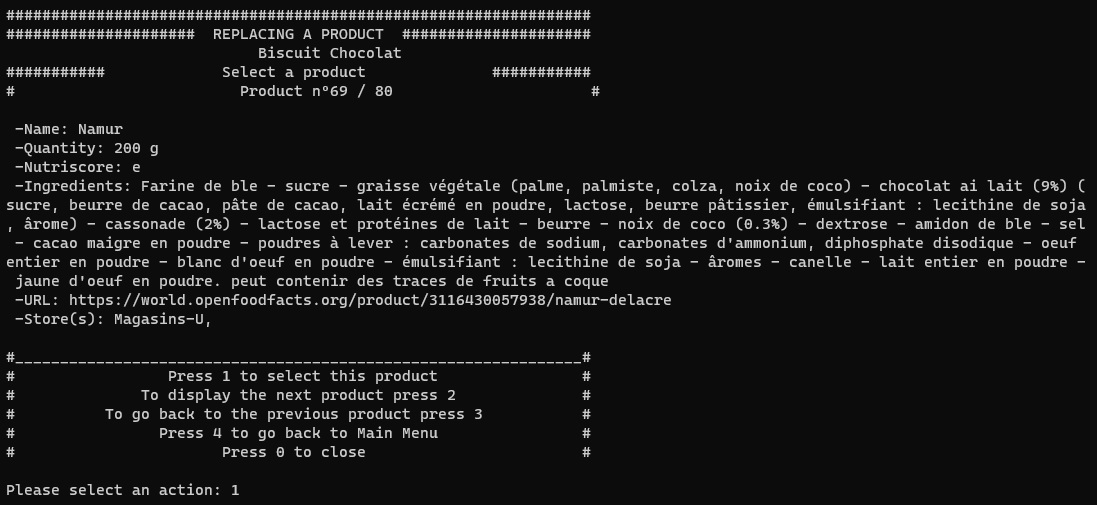 #################################################################
##################### REPLACING A PRODUCT #####################
Biscuit Chocolat
########### Select a product ###########
# Product n°69 / 80 #
-Name: Namur
-Quantity: 200 g
-Nutriscore: e
-Ingredients: Farine de ble - sucre - graisse végétale (palme, palmiste, colza, noix de coco) - chocolat ai lait (9%) (
sucre, beurre de cacao, pâte de cacao, lait écrémé en poudre, lactose, beurre pâtissier, émulsifiant : lecithine de soja
, ârome) - cassonade (2%) - lactose et protéines de lait - beurre - noix de coco (0.3%) - dextrose - amidon de ble - sel
- cacao maigre en poudre - poudres à lever : carbonates de sodium, carbonates d'ammonium, diphosphate disodique - oeuf
entier en poudre - blanc d'oeuf en poudre - émulsifiant : lecithine de soja - âromes - canelle - lait entier en poudre -
jaune d'oeuf en poudre. peut contenir des traces de fruits a coque
-URL: https://world.openfoodfacts.org/product/3116430057938/namur-delacre
-Store(s): Magasins-U,
#_______________________________________________________________#
# Press 1 to select this product #
# To display the next product press 2 #
# To go back to the previous product press 3 #
# Press 4 to go back to Main Menu #
# Press 0 to close #
Please select an action: 1